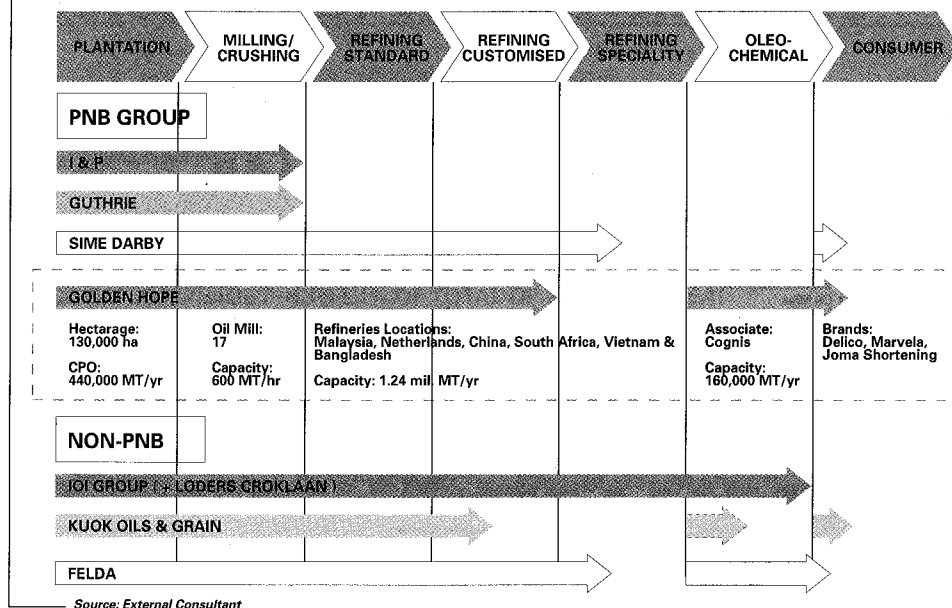 PLANTATION
MILLING/
CRUSHING
REFINING
STANDARD
REFINING
CUSTOMISED
REFINING
SPECIALITY
OLEO-
CHEMICAL
CONSUMER
PNB GROUP
I & P
GUTHRIE
SIME DARBY
GOLDEN HOPE
Hectarage:
130,000 ha
CPO:
440,000 MT/yr
Oil Mill:
17
Capacity:
600 MT/hr
Refineries Locations:
Malaysia, Netherlands, China, South Africa, Vietnam &
Bangladesh
Capacity: 1.24 mil. MT/yr
Associate:
Cognis
Capacity:
160,000 MT/yr
Brands:
Delico, Marvela,
Joma Shortening
NON-PNB
IOI GROUP ( + LODERS CROKLAAN )
KUOK OILS & GRAIN
FELDA
Source: External Consultant